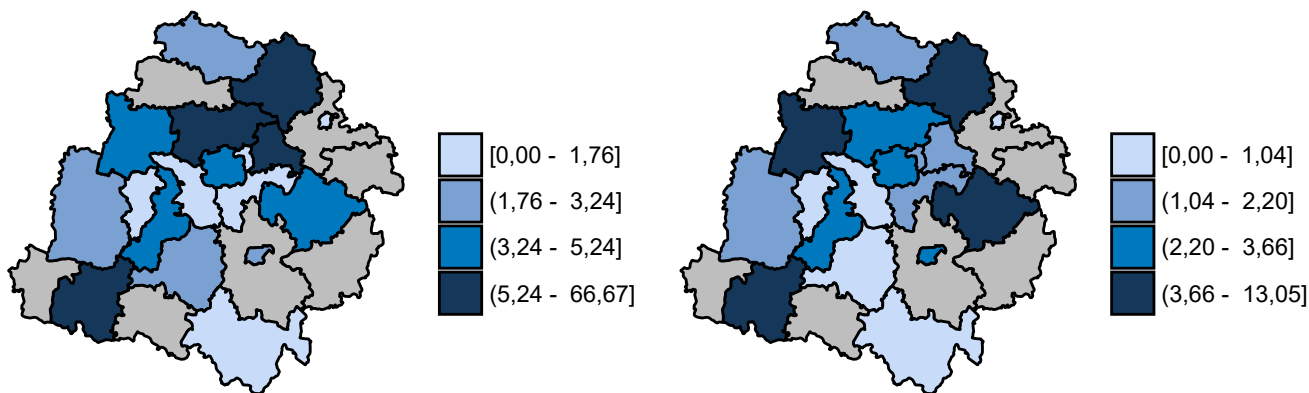 [0,00 - 1,76]
(1,76 - 3,24]
(3,24 - 5,24]
(5,24 - 66,67]
[0,00 - 1,04]
(1,04 - 2,20]
(2,20 - 3,66]
(3,66 - 13,05]